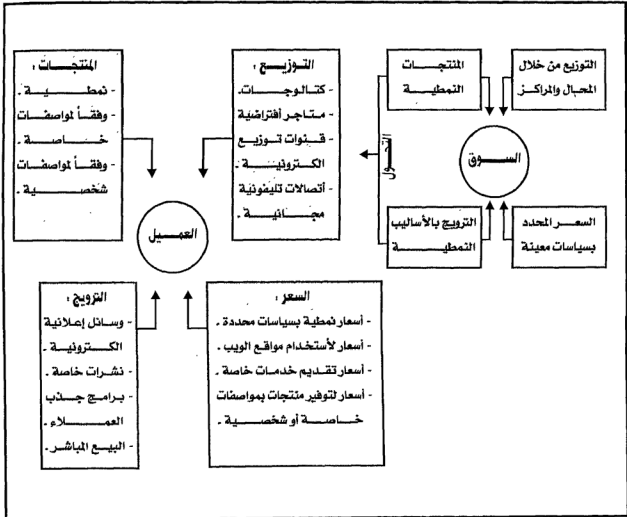 التوزيع من خلال
المحال والمراكز
المنتجات
النمطية
السوق
السعر المحدد
بسياسات معينة
الترويج بالأساليب
النمطية
التحول
التوزيع :
- كتالوجات.
- متاجر أفتراضية
- قنوات توزيع
الكترونية .
- أتصالات تليفونية
مجانية .
المنتجات :
- نمطية .
- وفقاً لمواصفات
خاصة .
- وفقاً لمواصفات
شخصية .
العميل
السعر :
- أسعار نمطية بسياسات محددة .
- أسعار لأستخدام مواقع الويب .
- أسعار تقديم خدمات خاصة .
- أسعار لتوفير منتجات بمواصفات
خاصة أو شخصية .
الترويج :
- وسائل إعلانية
الكترونية .
- نشرات خاصة .
- برامج جذب
العملاء .
- البيع المباشر .